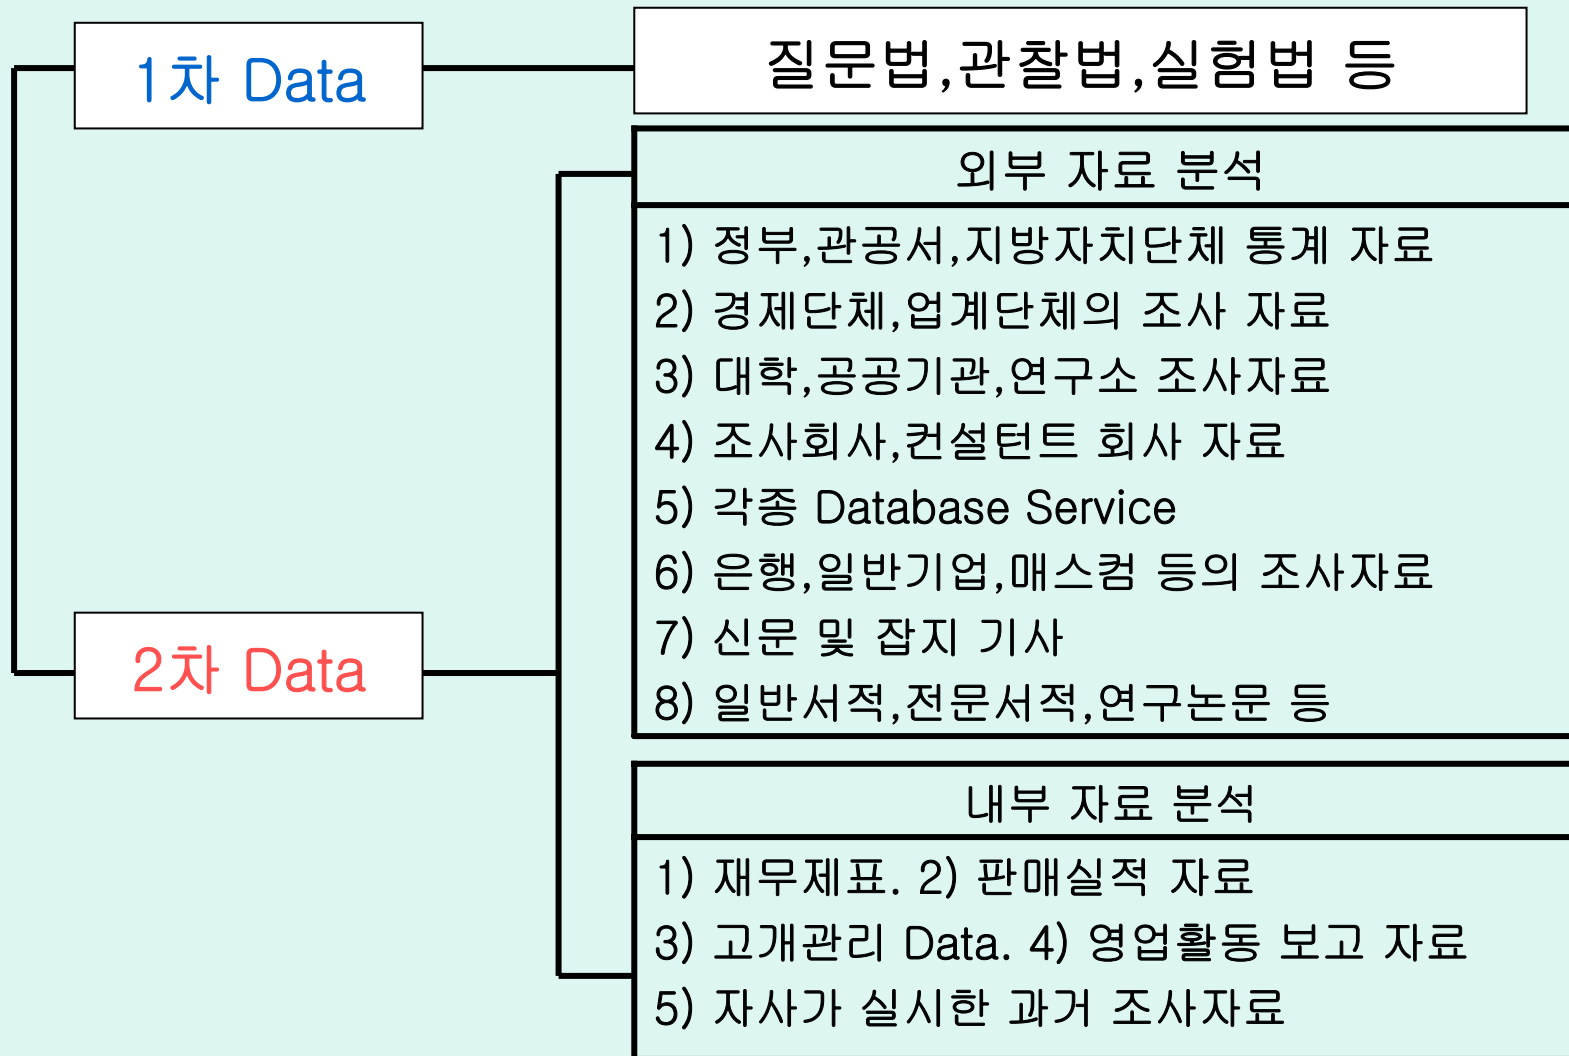 1차 Data
질문법,관찰법,실험법 등
외부 자료 분석
1) 정부,관공서,지방자치단체 통계 자료
2) 경제단체,업계단체의 조사 자료
3) 대학,공공기관,연구소 조사자료
4) 조사회사,컨설턴트 회사 자료
5) 각종 Database Service
6) 은행,일반기업,매스컴 등의 조사자료
7) 신문 및 잡지 기사
8) 일반서적,전문서적,연구논문 등
2차 Data
내부 자료 분석
1) 재무제표. 2) 판매실적 자료
3) 고개관리 Data. 4) 영업활동 보고 자료
5) 자사가 실시한 과거 조사자료